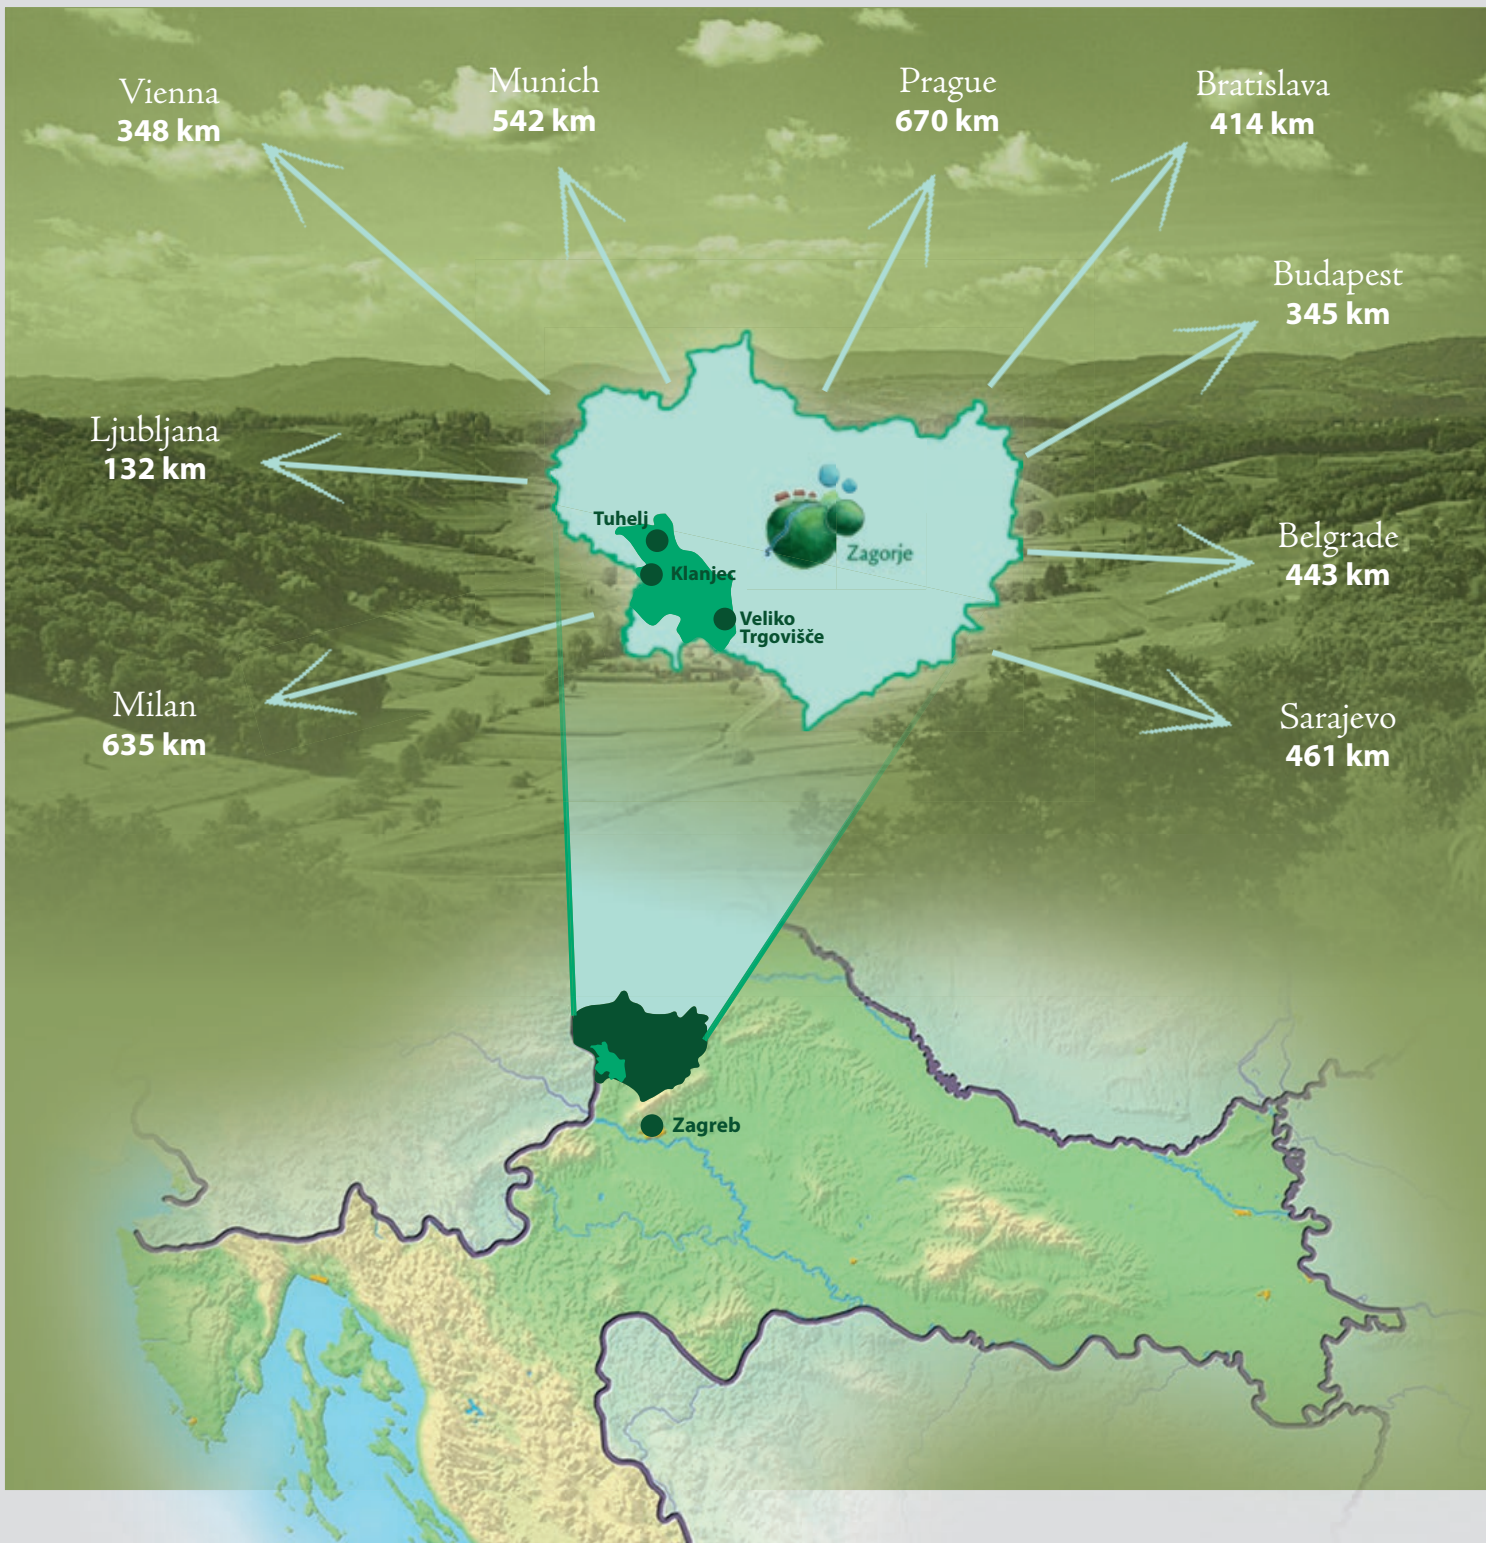 Vienna
348 km
Munich
542 km
Prague
670 km
Bratislava
414 km
Budapest
345 km
Ljubljana
132 km
Tuhelj
Klanjec
Veliko
Trgovišče
Zagorje
Belgrade
443 km
Milan
635 km
Sarajevo
461 km
Zagreb